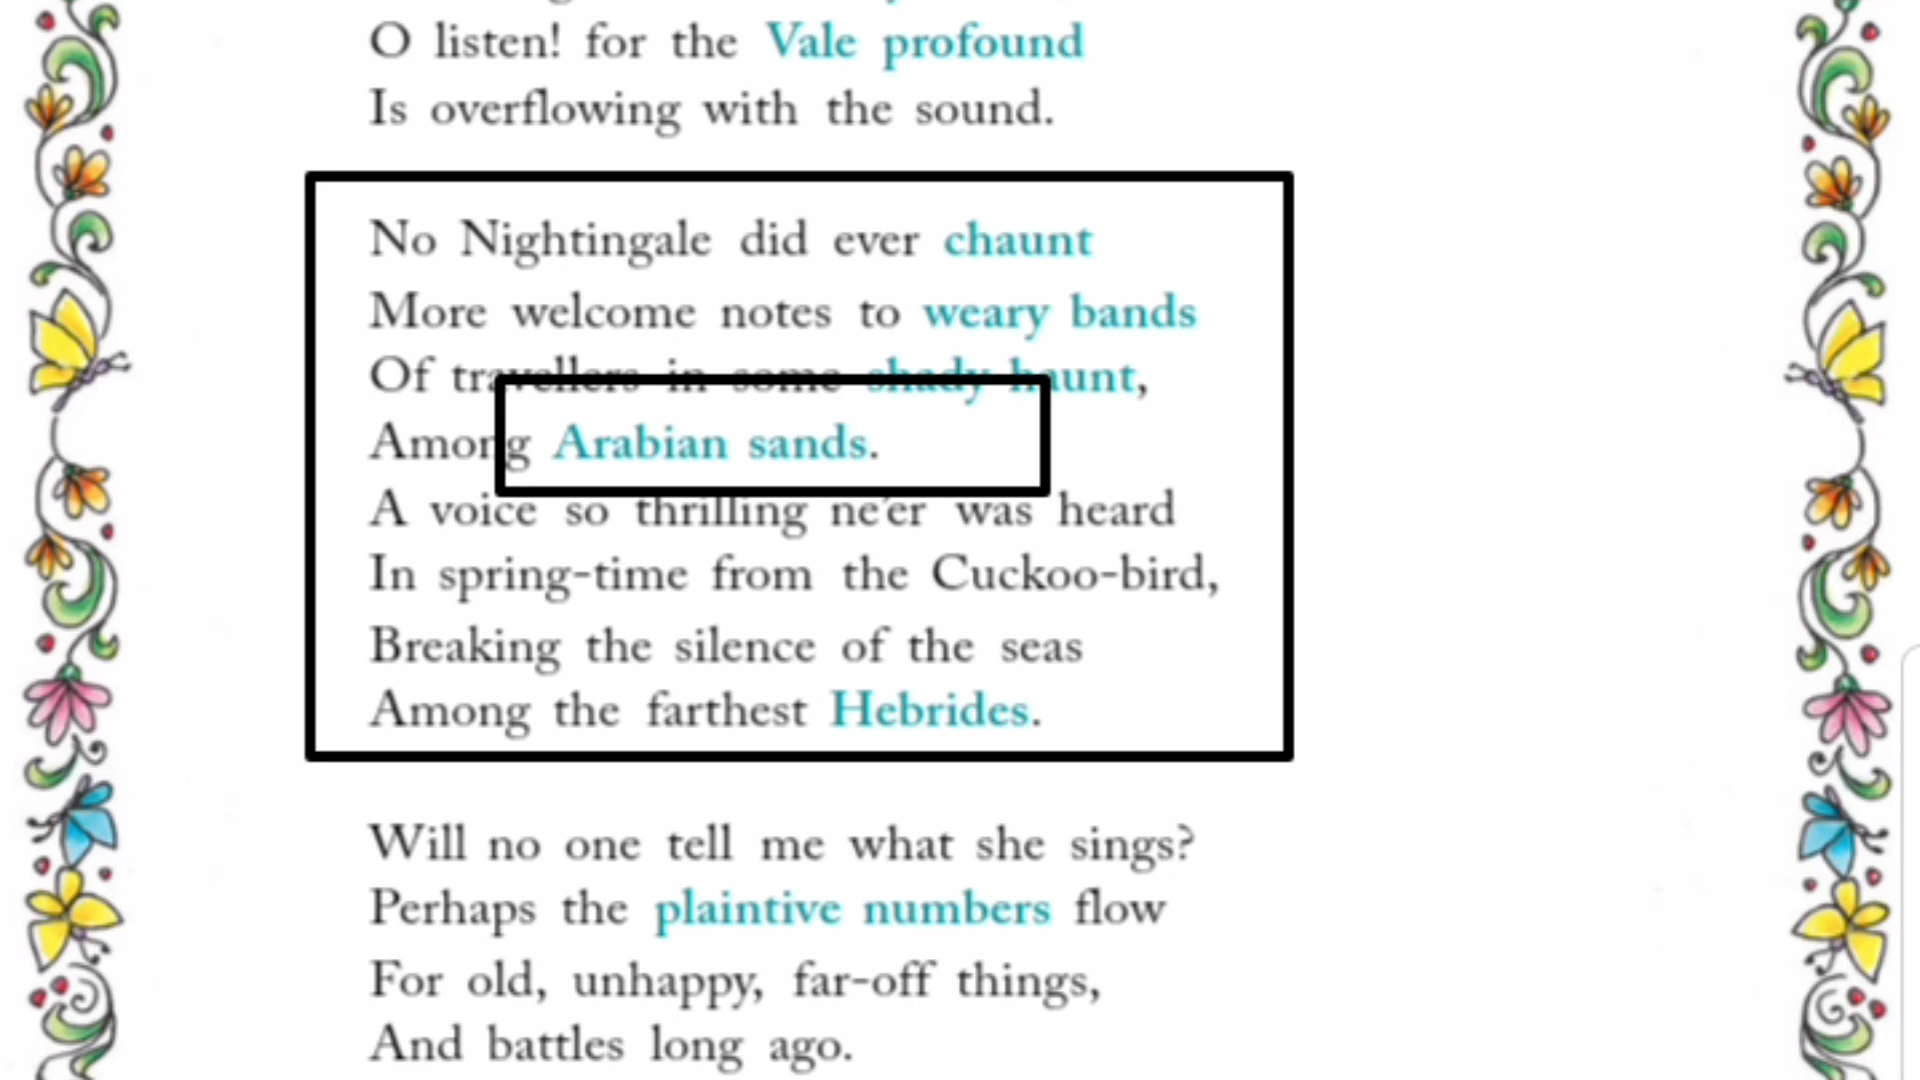 O listen! for the Vale profound
Is overflowing with the sound.
No Nightingale did ever chaunt
More welcome notes to weary bands
Of travellers in some shady haunt,
Among Arabian sands.
A voice so thrilling ne'er was heard
In spring-time from the Cuckoo-bird,
Breaking the silence of the seas
Among the farthest Hebrides.
Will no one tell me what she sings?
Perhaps the plaintive numbers flow
For old, unhappy, far-off things,
And battles long ago.